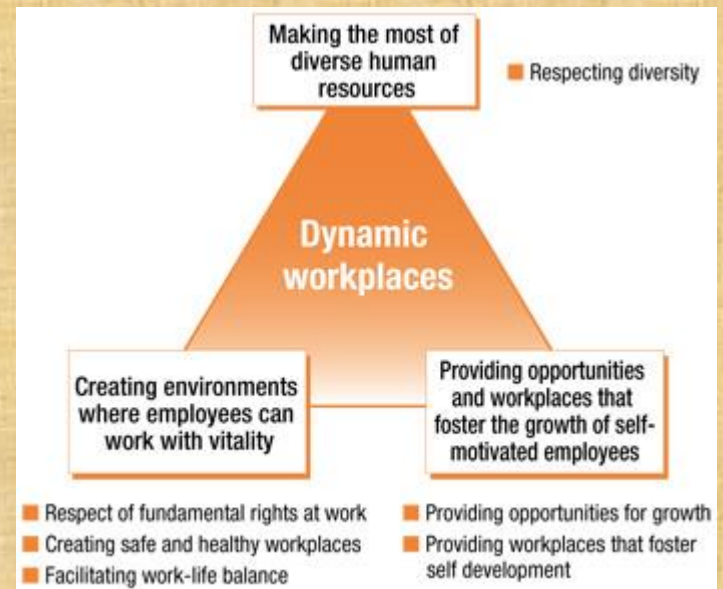 Making the most of
diverse human
resources
■ Respecting diversity
Dynamic
workplaces
Creating environments
where employees can
work with vitality
Providing opportunities
and workplaces that
foster the growth of self-
motivated employees
■ Respect of fundamental rights at work
■ Creating safe and healthy workplaces
■ Facilitating work-life balance
■ Providing opportunities for growth
■ Providing workplaces that foster
self development